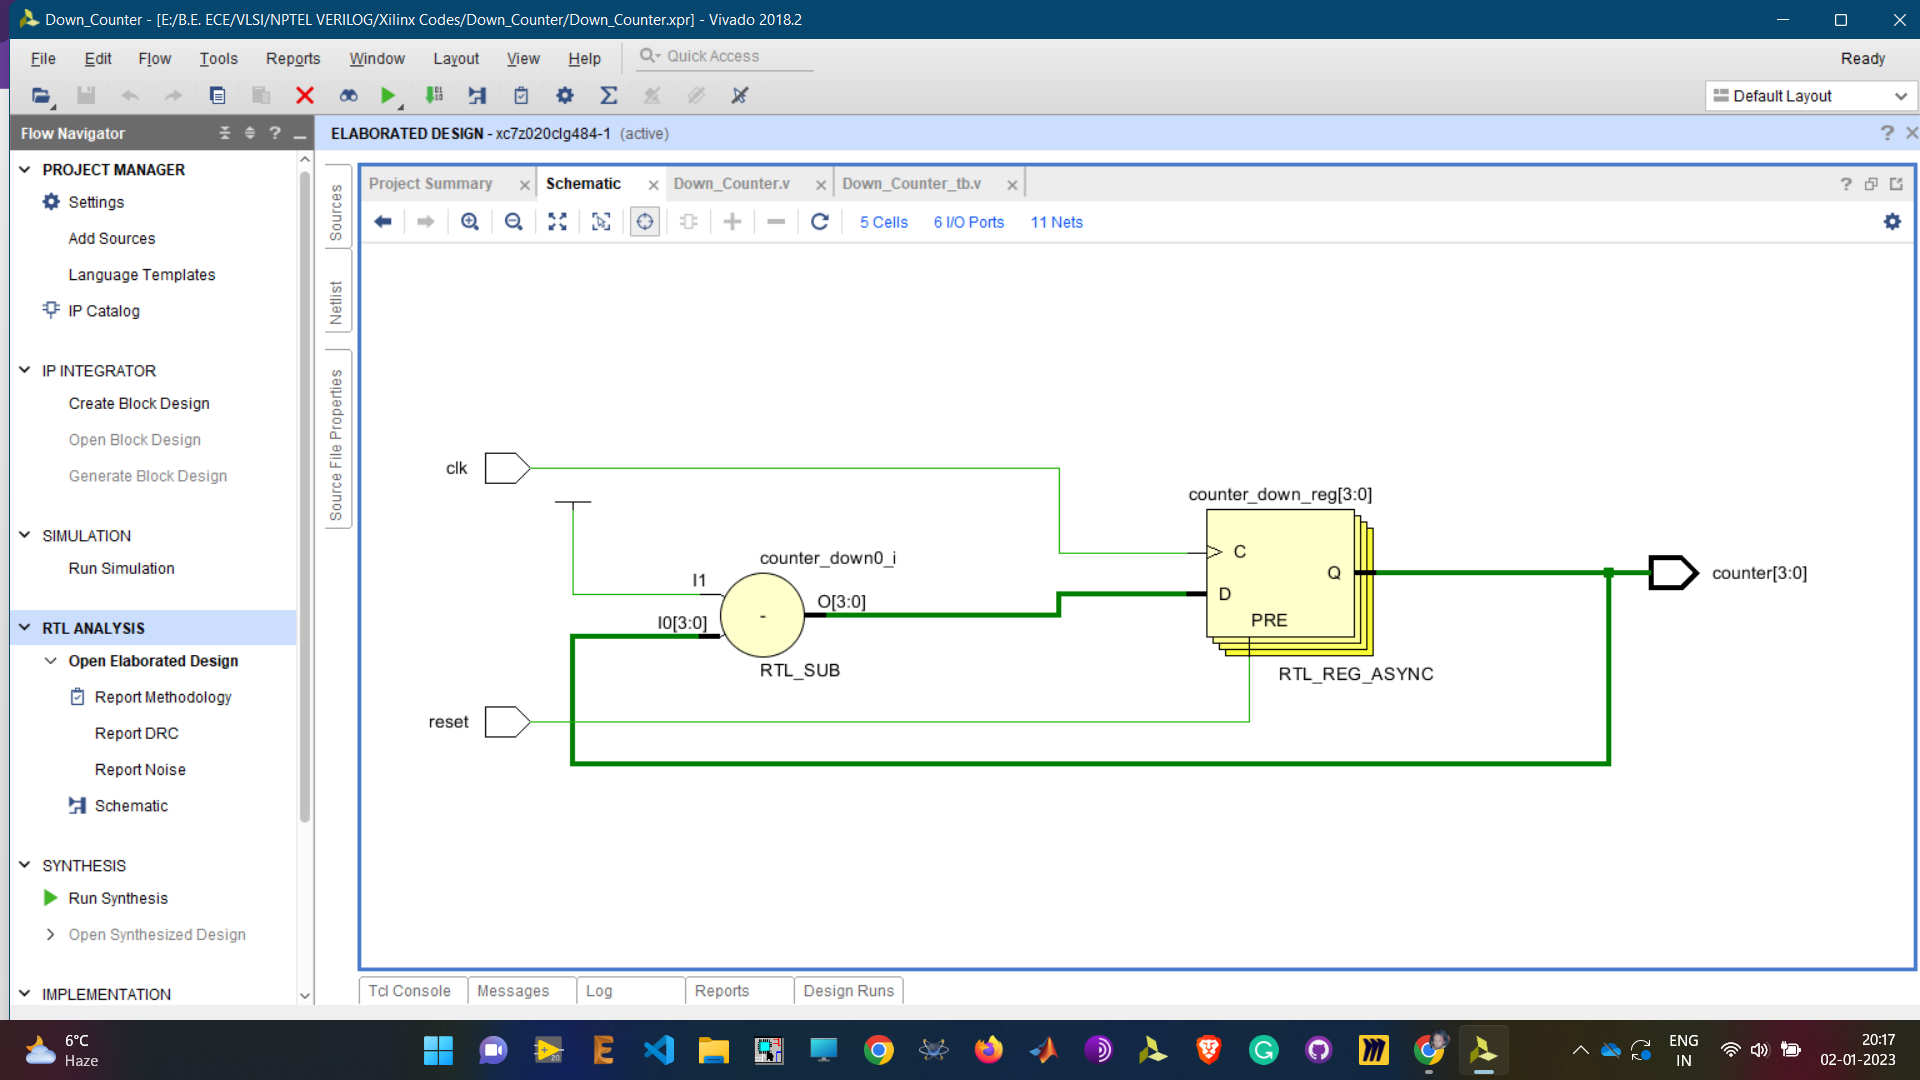 Down_Counter - [E:/B.E. ECE/VLSI/NPTEL VERILOG/Xilinx Codes/Down_Counter/Down_Counter.xpr] - Vivado 2018.2
File Edit Flow Tools Reports Window Layout View Help Quick Access Ready
Default Layout
Flow Navigator
ELABORATED DESIGN - xc7z020clg484-1 (active)
PROJECT MANAGER
Settings
Add Sources
Language Templates
IP Catalog
IP INTEGRATOR
Create Block Design
Open Block Design
Generate Block Design
SIMULATION
Run Simulation
RTL ANALYSIS
Open Elaborated Design
Report Methodology
Report DRC
Report Noise
Schematic
SYNTHESIS
Run Synthesis
Open Synthesized Design
IMPLEMENTATION
Sources
Netlist
Source File Properties
Project Summary Schematic Down_Counter.v Down_Counter_tb.v
5 Cells 6 I/O Ports 11 Nets
clk
counter_down_reg[3:0]
counter_down0_i
I1
I0[3:0]
O[3:0]
-
RTL_SUB
C
D
Q
PRE
RTL_REG_ASYNC
counter[3:0]
reset
Tcl Console Messages Log Reports Design Runs
6°C
Haze
ENG
IN
20:17
02-01-2023